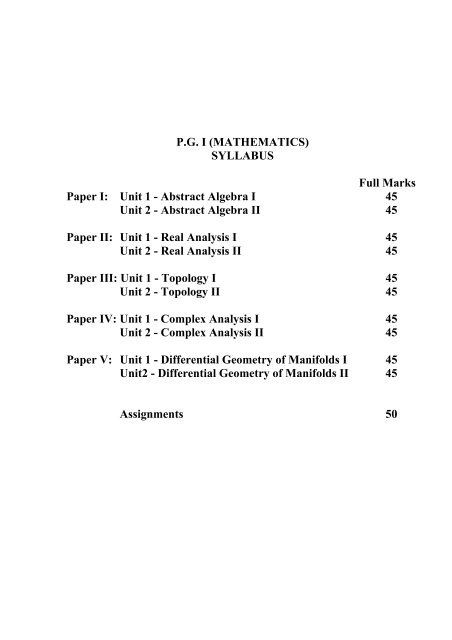 P.G. I (MATHEMATICS)
SYLLABUS
Full Marks
Paper I: Unit 1 - Abstract Algebra I 45
Unit 2 - Abstract Algebra II 45
Paper II: Unit 1 - Real Analysis I 45
Unit 2 - Real Analysis II 45
Paper III: Unit 1 - Topology I 45
Unit 2 - Topology II 45
Paper IV: Unit 1 - Complex Analysis I 45
Unit 2 - Complex Analysis II 45
Paper V: Unit 1 - Differential Geometry of Manifolds I 45
Unit2 - Differential Geometry of Manifolds II 45
Assignments 50